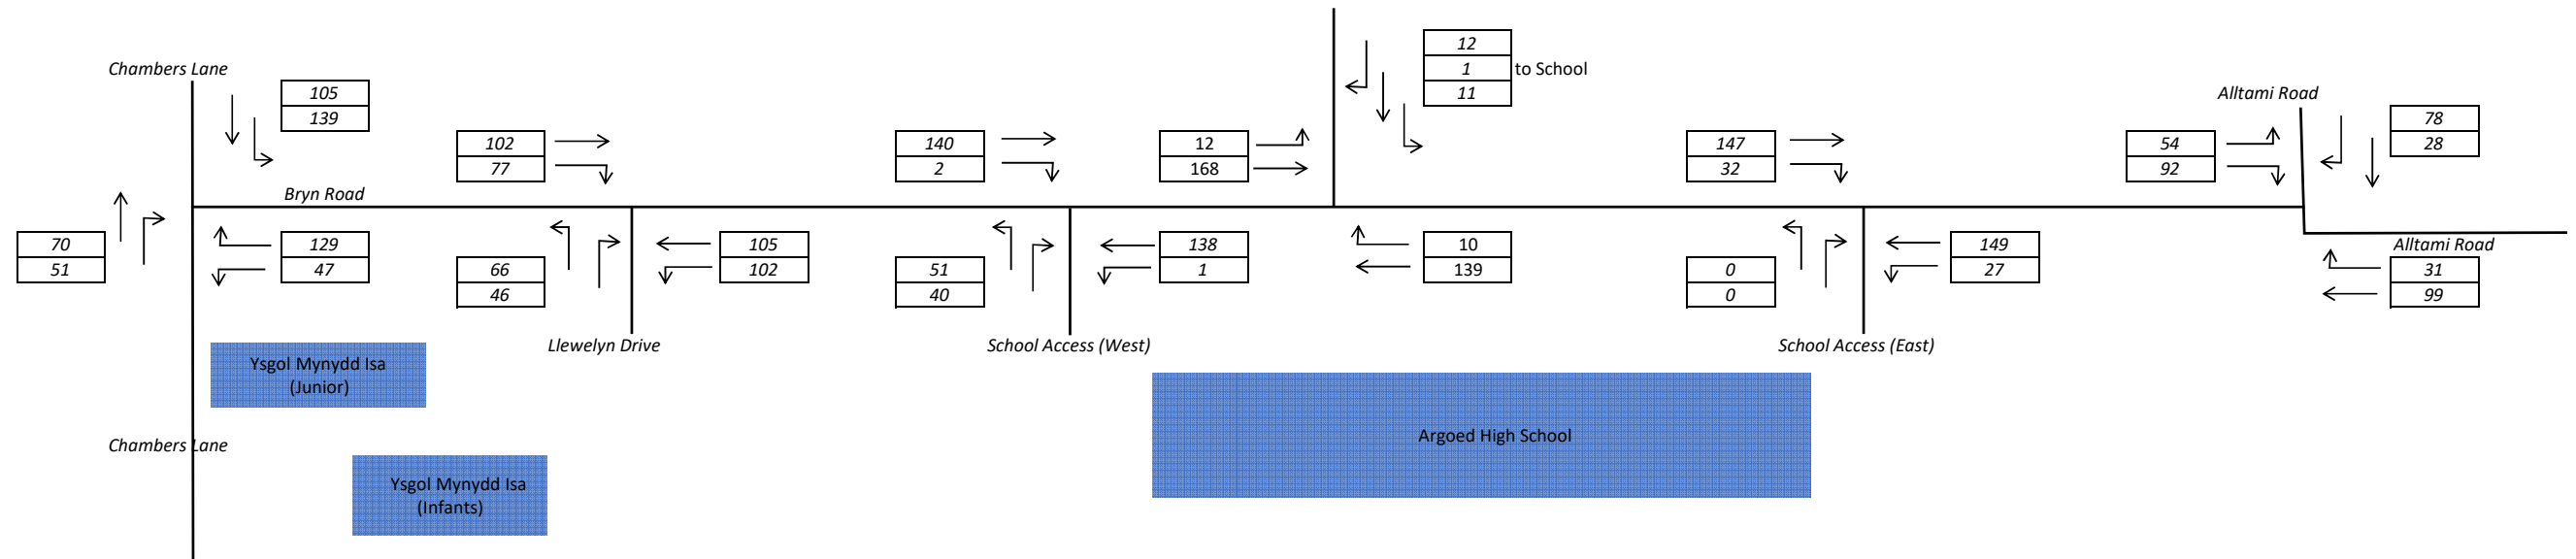 12
Chambers Lane
1 to School
105
11
Alltami Road
78
139
28
102
140
12
147
54
77
2
168
32
92
Bryn Road
70
129
105
138
10
149
Alltami Road
51
47
66
102
51
1
139
0
27
31
46
40
0
99
Llewelyn Drive
School Access (West)
School Access (East)
Ysgol Mynydd Isa
(Junior)
Argoed High School
Chambers Lane
Ysgol Mynydd Isa
(Infants)